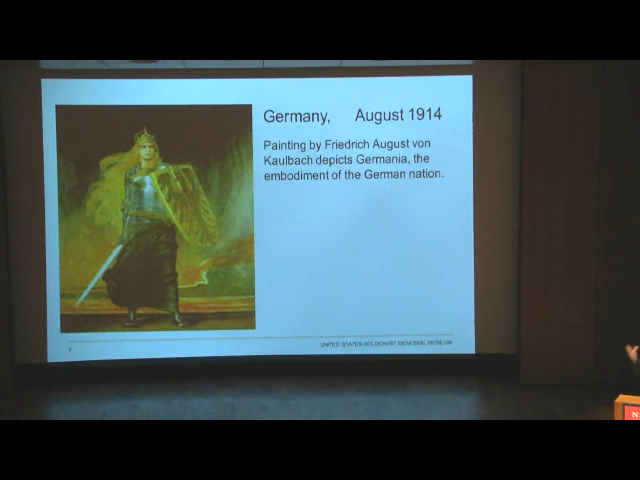 Germany, August 1914
Painting by Friedrich August von
Kaulbach depicts Germania, the
embodiment of the German nation.
UNITED STATES HOLOCAUST MEMORIAL MUSEUM
N